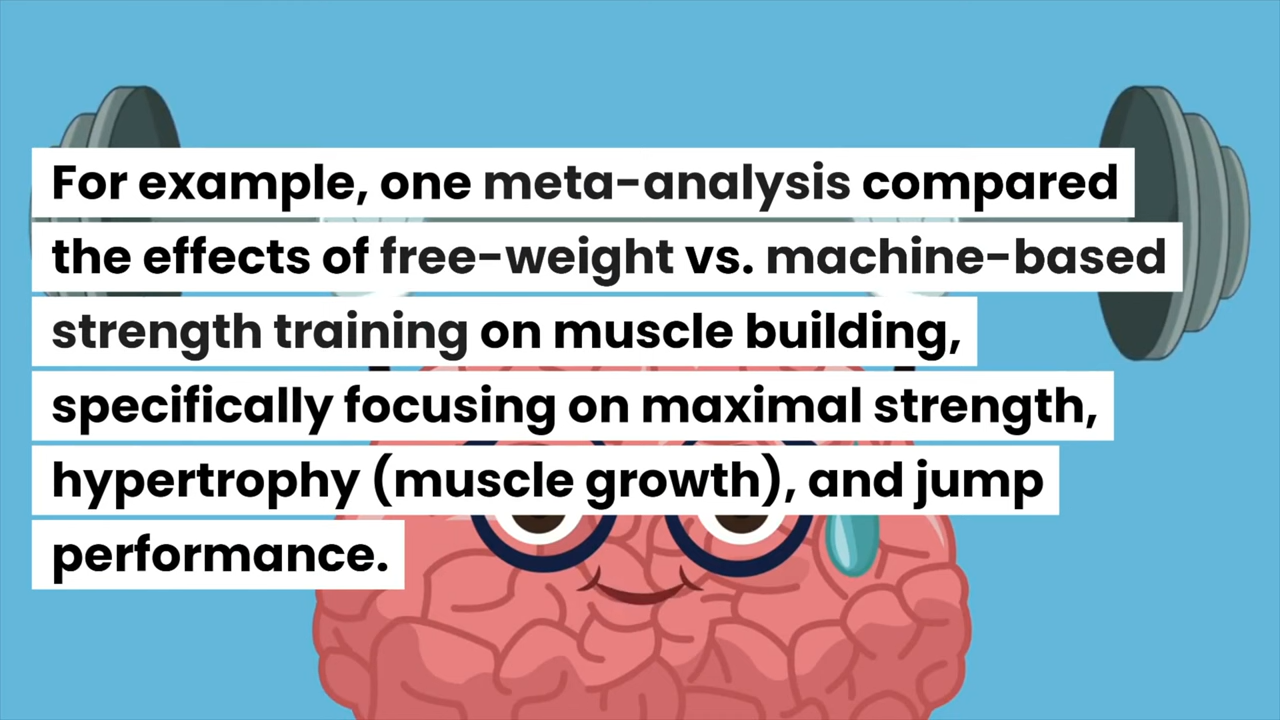 For example, one meta-analysis compared
the effects of free-weight vs. machine-based
strength training on muscle building,
specifically focusing on maximal strength,
hypertrophy (muscle growth), and jump
performance.